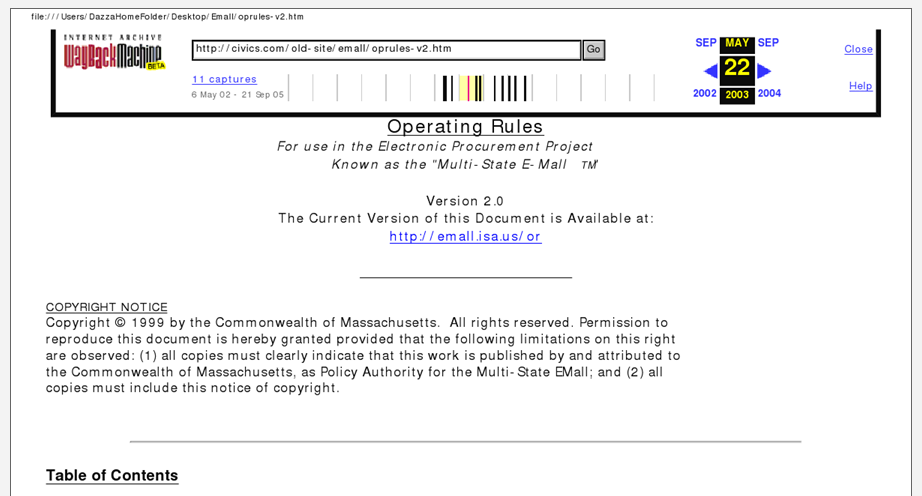 file:///Users/DazzaHomeFolder/Desktop/Emall/oprules-v2.htm
INTERNET ARCHIVE
WayBackMachine
BETA
http://civics.com/old-site/emall/oprules-v2.htm
Go
SEP MAY SEP
Close
11 captures
22
6 May 02 - 21 Sep 05
2002 2003 2004
Help
Operating Rules
For use in the Electronic Procurement Project
Known as the "Multi-State E-Mall TM"
Version 2.0
The Current Version of this Document is Available at:
http://emall.isa.us/or
COPYRIGHT NOTICE
Copyright © 1999 by the Commonwealth of Massachusetts. All rights reserved. Permission to
reproduce this document is hereby granted provided that the following limitations on this right
are observed: (1) all copies must clearly indicate that this work is published by and attributed to
the Commonwealth of Massachusetts, as Policy Authority for the Multi-State EMall; and (2) all
copies must include this notice of copyright.
Table of Contents